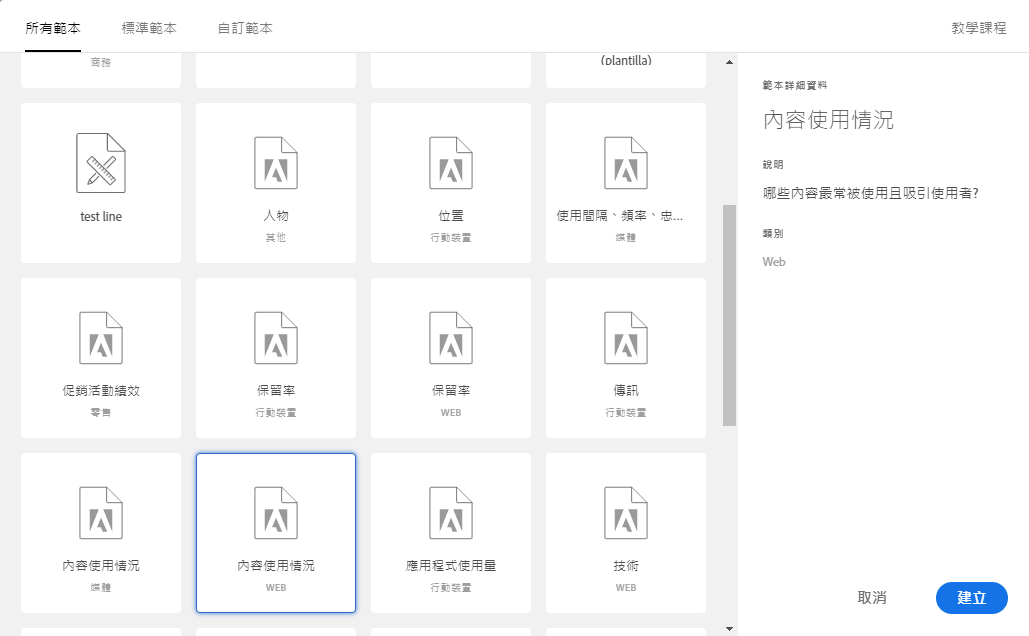 所有範本
標準範本
自訂範本
教學課程
商務
(plantilla)
test line
人物
其他
位置
行動裝置
使用間隔、頻率、忠...
媒體
促銷活動績效
零售
保留率
行動裝置
保留率
WEB
傳訊
行動裝置
內容使用情況
媒體
內容使用情況
WEB
應用程式使用量
行動裝置
技術
WEB
範本詳細資料
內容使用情況
說明
哪些內容最常被使用且吸引使用者?
類別
Web
取消
建立